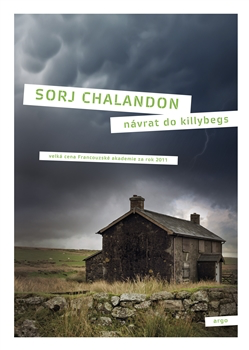 SORJ CHALANDON
návrat do killybegs
velká cena Francouzské akademie za rok 2011
argo